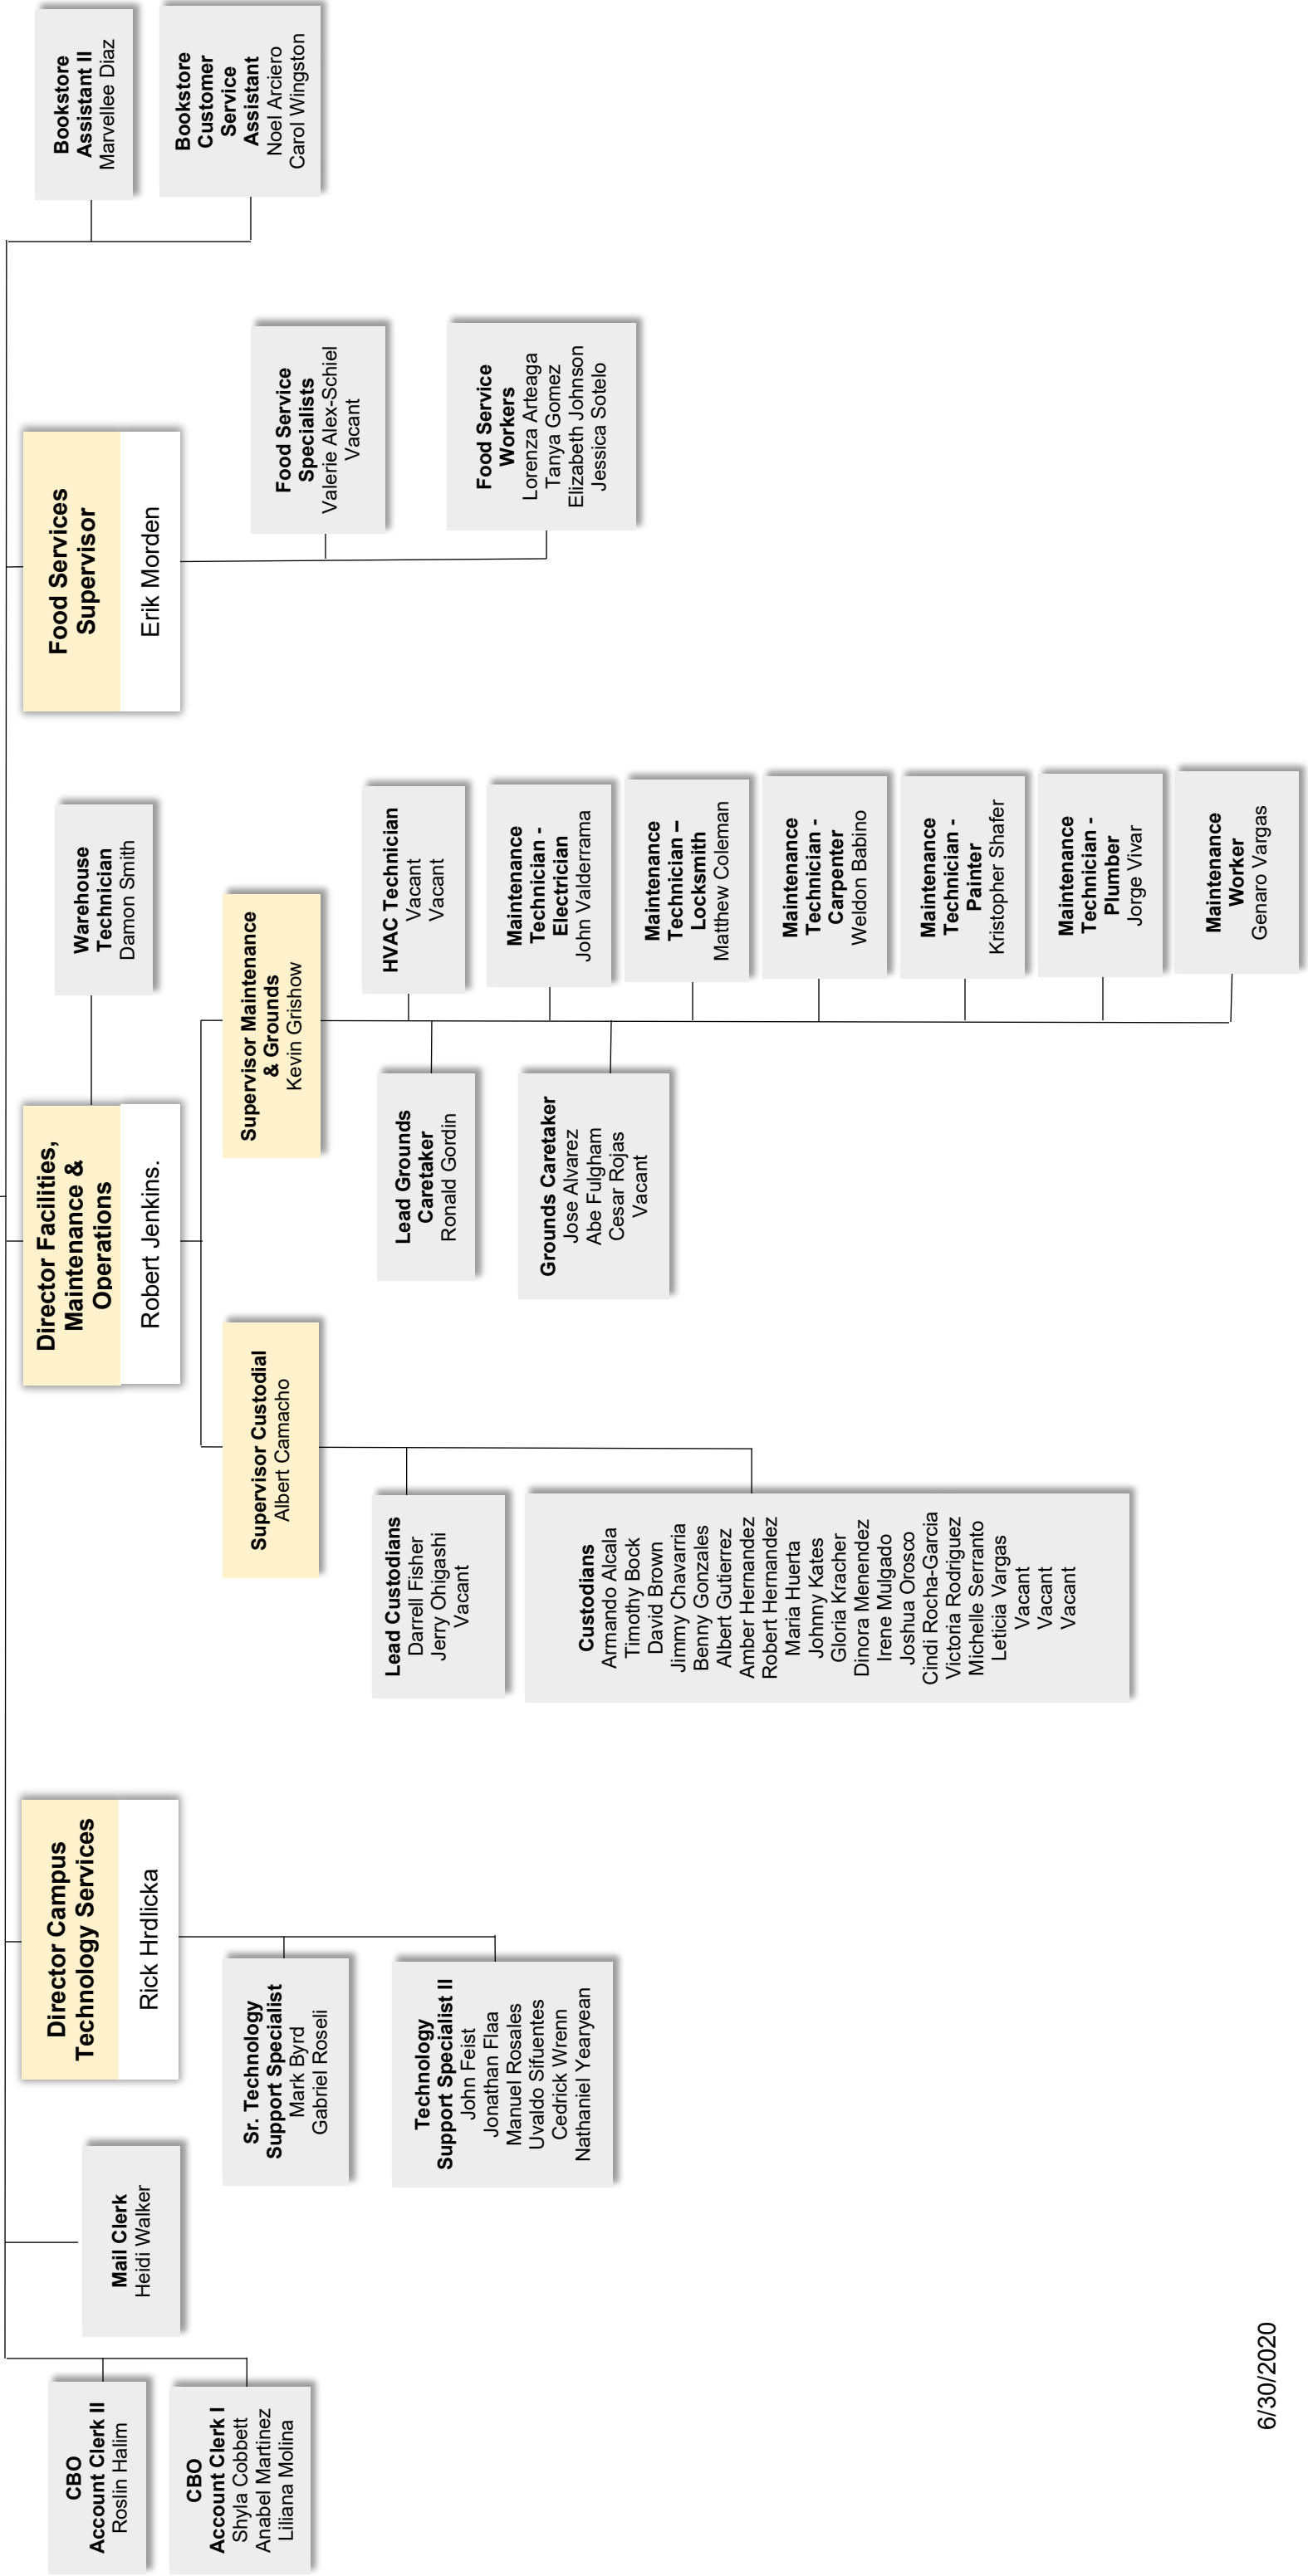 CBO
Account Clerk II
Roslin Halim
CBO
Account Clerk I
Shyla Cobbett
Anabel Martinez
Liliana Molina
Mail Clerk
Heidi Walker
Director Campus
Technology Services
Rick Hrdlicka
Sr. Technology
Support Specialist
Mark Byrd
Gabriel Roseli
Technology
Support Specialist II
John Feist
Jonathan Flaa
Manuel Rosales
Uvaldo Sifuentes
Cedrick Wrenn
Nathaniel Yearyean
Director Facilities,
Maintenance &
Operations
Robert Jenkins.
Warehouse
Technician
Damon Smith
Supervisor Custodial
Albert Camacho
Lead Custodians
Darrell Fisher
Jerry Ohigashi
Vacant
Custodians
Armando Alcala
Timothy Bock
David Brown
Jimmy Chavarria
Benny Gonzales
Albert Gutierrez
Amber Hernandez
Robert Hernandez
Maria Huerta
Johnny Kates
Gloria Kracher
Dinora Menendez
Irene Mulgado
Joshua Orosco
Cindi Rocha-Garcia
Victoria Rodriguez
Michelle Serranto
Leticia Vargas
Vacant
Vacant
Vacant
Supervisor Maintenance
& Grounds
Kevin Grishow
Lead Grounds
Caretaker
Ronald Gordin
Grounds Caretaker
Jose Alvarez
Abe Fulgham
Cesar Rojas
Vacant
HVAC Technician
Vacant
Vacant
Maintenance
Technician -
Electrician
John Valderrama
Maintenance
Technician –
Locksmith
Matthew Coleman
Maintenance
Technician -
Carpenter
Weldon Babino
Maintenance
Technician -
Painter
Kristopher Shafer
Maintenance
Technician -
Plumber
Jorge Vivar
Maintenance
Worker
Genaro Vargas
Food Services
Supervisor
Erik Morden
Food Service
Specialists
Valerie Alex-Schiel
Vacant
Food Service
Workers
Lorenza Arteaga
Tanya Gomez
Elizabeth Johnson
Jessica Sotelo
Bookstore
Assistant II
Marvellee Diaz
Bookstore
Customer
Service
Assistant
Noel Arciero
Carol Wingston
6/30/2020